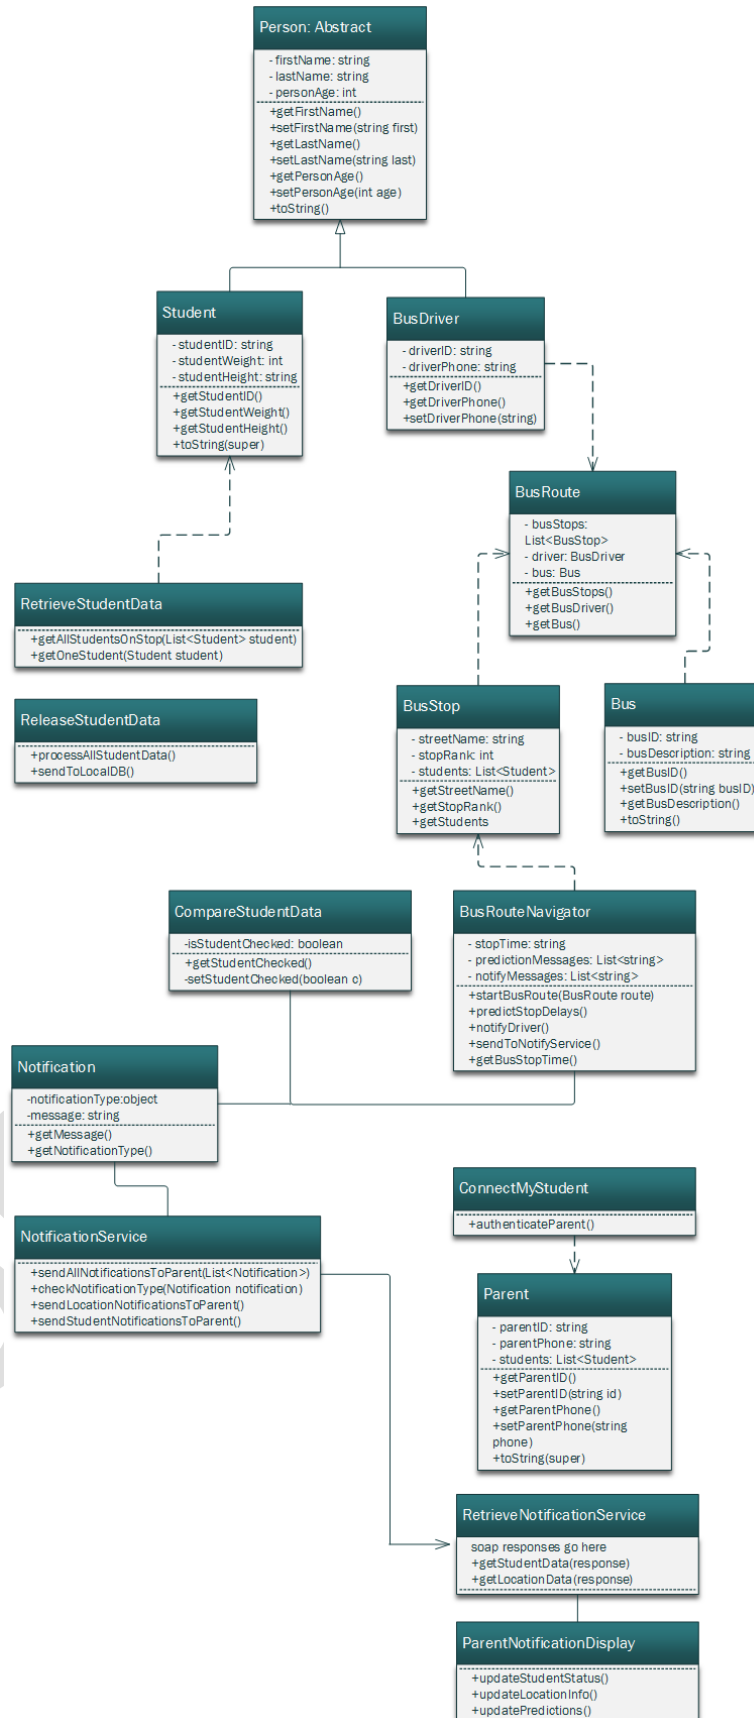 Person: Abstract
- firstName: string
- lastName: string
- personAge: int
+getFirstName()
+setFirstName(string first)
+getLastName()
+setLastName(string last)
+getPersonAge()
+setPersonAge(int age)
+toString()
Student
- studentID: string
- studentWeight: int
- studentHeight: string
+getStudentID()
+getStudentWeight()
+getStudentHeight()
+toString(super)
BusDriver
- driverID: string
- driverPhone: string
+getDriverID()
+getDriverPhone()
+setDriverPhone(string)
BusRoute
- busStops:
List<BusStop>
- driver: BusDriver
- bus: Bus
+getBusStops()
+getBusDriver()
+getBus()
RetrieveStudentData
+getAllStudentsOnStop(List<Student> student)
+getOneStudent(Student student)
ReleaseStudentData
+processAllStudentData()
+sendToLocalDB()
BusStop
- streetName: string
- stopRank: int
- students: List<Student>
+getStreetName()
+getStopRank()
+getStudents
Bus
- busID: string
- busDescription: string
+getBusID()
+setBusID(string busID)
+getBusDescription()
+toString()
CompareStudentData
-isStudentChecked: boolean
+getStudentChecked()
-setStudentChecked(boolean c)
BusRouteNavigator
- stopTime: string
- predictionMessages: List<string>
- notifyMessages: List<string>
+startBusRoute(BusRoute route)
+predictStopDelays()
+notifyDriver()
+sendToNotifyService()
+getBusStopTime()
Notification
-notificationType:object
-message: string
+getMessage()
+getNotificationType()
NotificationService
+sendAllNotificationsToParent(List<Notification>)
+checkNotificationType(Notification notification)
+sendLocationNotificationsToParent()
+sendStudentNotificationsToParent()
ConnectMyStudent
+authenticateParent()
Parent
- parentID: string
- parentPhone: string
- students: List<Student>
+getParentID()
+setParentID(string id)
+getParentPhone()
+setParentPhone(string
phone)
+toString(super)
RetrieveNotificationService
soap responses go here
+getStudentData(response)
+getLocationData(response)
ParentNotificationDisplay
+updateStudentStatus()
+updateLocationInfo()
+updatePredictions()